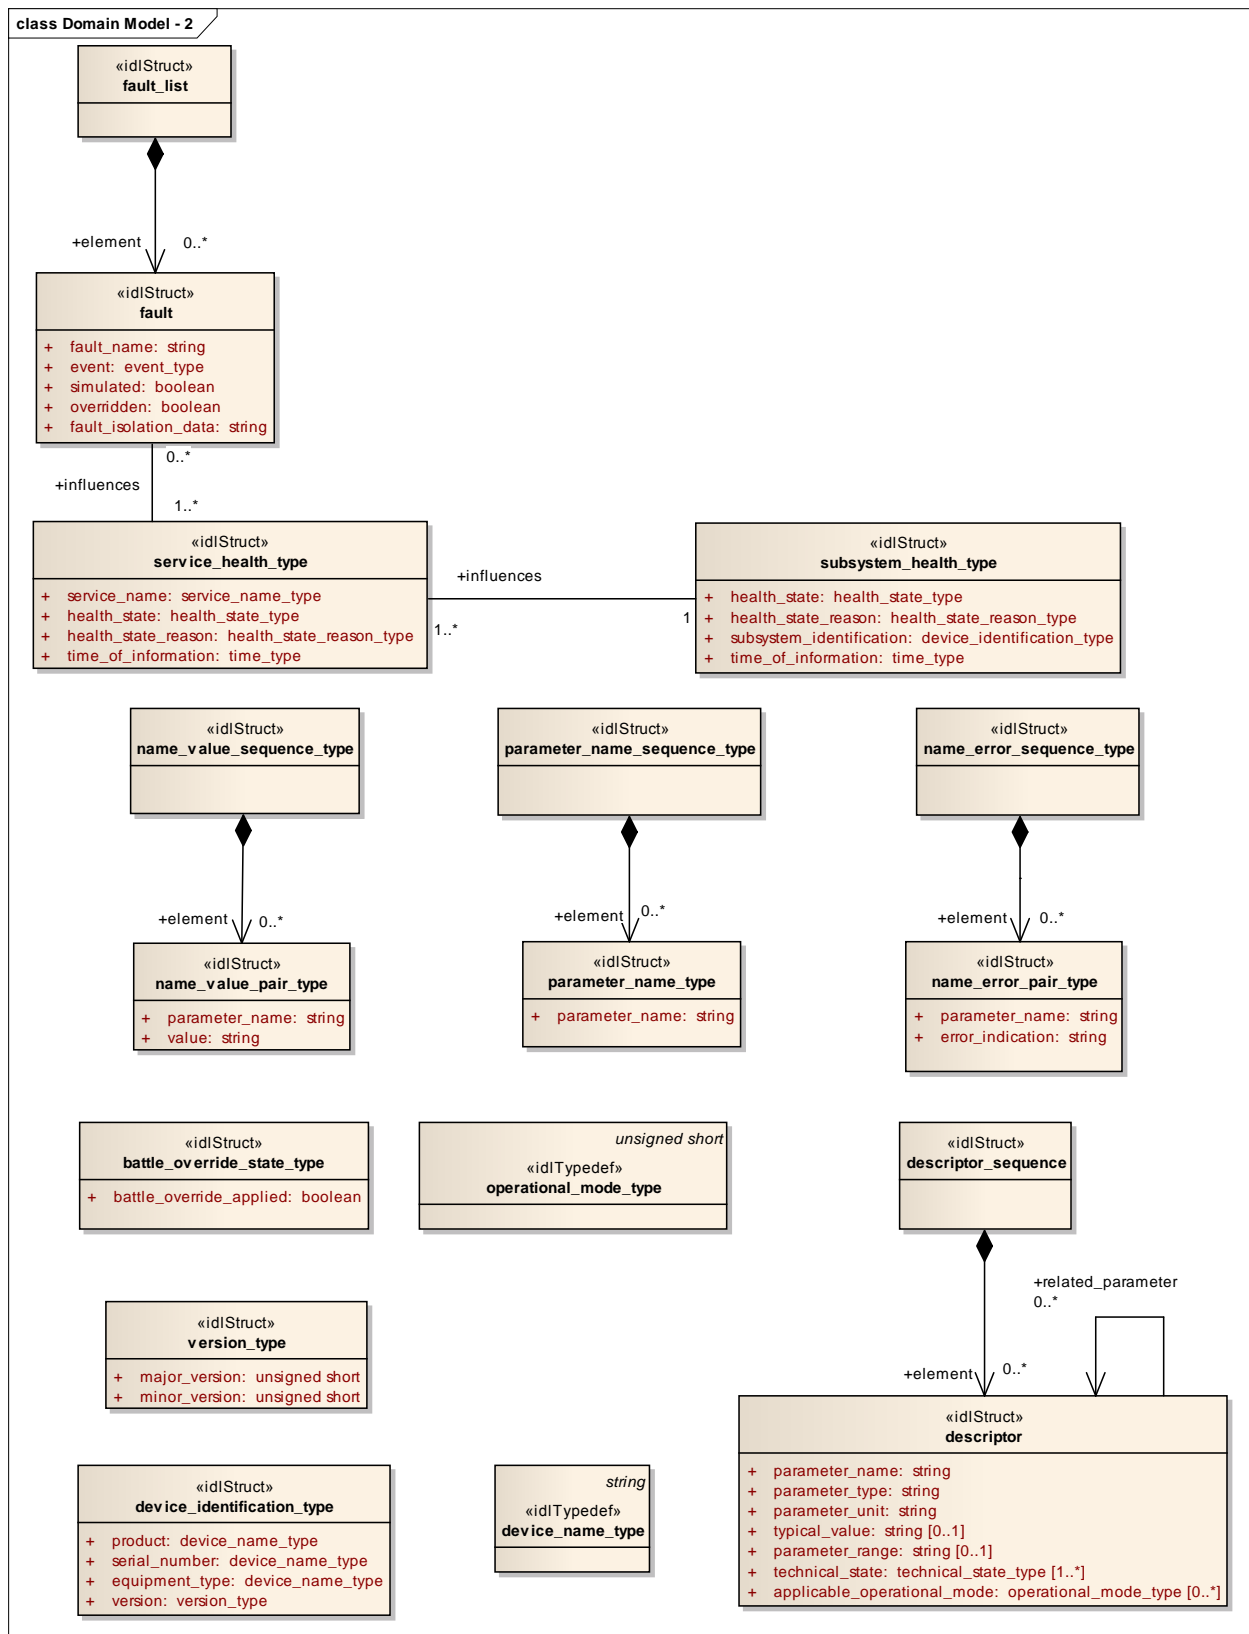 class Domain Model - 2
«idlStruct»
fault_list
+element
0..*
«idlStruct»
fault
+ fault_name: string
+ event: event_type
+ simulated: boolean
+ overridden: boolean
+ fault_isolation_data: string
0..*
+influences
1..*
«idlStruct»
service_health_type
+ service_name: service_name_type
+ health_state: health_state_type
+ health_state_reason: health_state_reason_type
+ time_of_information: time_type
+influences
1..*
1
«idlStruct»
subsystem_health_type
+ health_state: health_state_type
+ health_state_reason: health_state_reason_type
+ subsystem_identification: device_identification_type
+ time_of_information: time_type
«idlStruct»
name_value_sequence_type
+element
0..*
«idlStruct»
name_value_pair_type
+ parameter_name: string
+ value: string
«idlStruct»
parameter_name_sequence_type
+element
0..*
«idlStruct»
parameter_name_type
+ parameter_name: string
«idlStruct»
name_error_sequence_type
+element
0..*
«idlStruct»
name_error_pair_type
+ parameter_name: string
+ error_indication: string
«idlStruct»
battle_override_state_type
+ battle_override_applied: boolean
unsigned short
«idlTypedef»
operational_mode_type
«idlStruct»
descriptor_sequence
+related_parameter
0..*
+element
0..*
«idlStruct»
descriptor
+ parameter_name: string
+ parameter_type: string
+ parameter_unit: string
+ typical_value: string [0..1]
+ parameter_range: string [0..1]
+ technical_state: technical_state_type [1..*]
+ applicable_operational_mode: operational_mode_type [0..*]
«idlStruct»
version_type
+ major_version: unsigned short
+ minor_version: unsigned short
«idlStruct»
device_identification_type
+ product: device_name_type
+ serial_number: device_name_type
+ equipment_type: device_name_type
+ version: version_type
string
«idlTypedef»
device_name_type